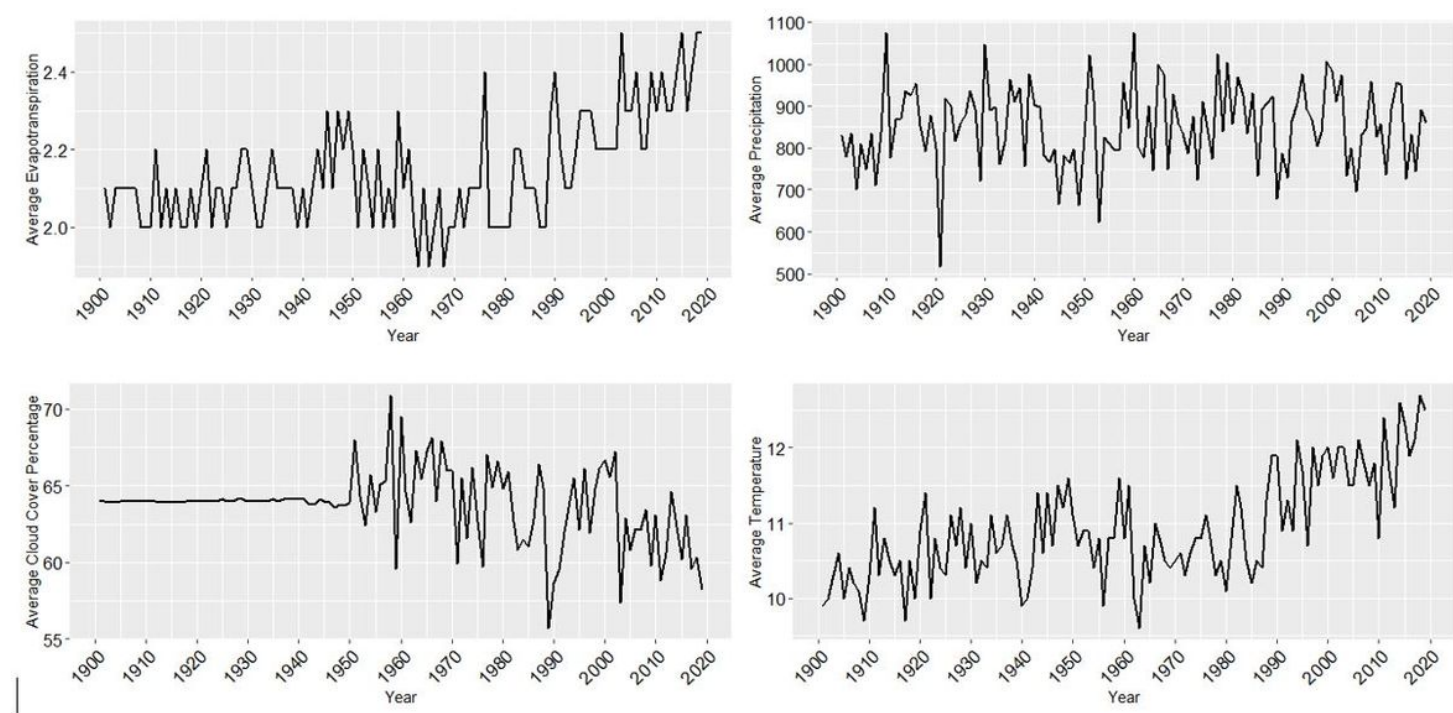 Average Evapotranspiration
2.4
2.2
2.0
1900 1910 1920 1930 1940 1950 1960 1970 1980 1990 2000 2010 2020
Year
Average Precipitation
1100
1000
900
800
700
600
500
1900 1910 1920 1930 1940 1950 1960 1970 1980 1990 2000 2010 2020
Year
Average Cloud Cover Percentage
70
65
60
55
1900 1910 1920 1930 1940 1950 1960 1970 1980 1990 2000 2010 2020
Year
Average Temperature
12
11
10
1900 1910 1920 1930 1940 1950 1960 1970 1980 1990 2000 2010 2020
Year